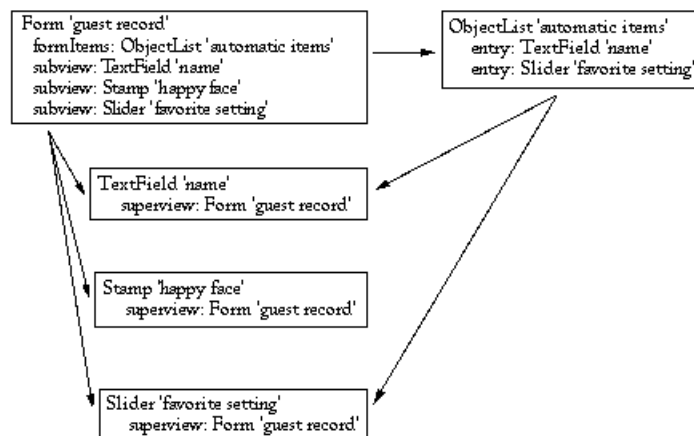 Form 'guest record'
formItems: ObjectList 'automatic items'
subview: TextField 'name'
subview: Stamp 'happy face'
subview: Slider 'favorite setting'
ObjectList 'automatic items'
entry: TextField 'name'
entry: Slider 'favorite setting'
TextField 'name'
superview: Form 'guest record'
Stamp 'happy face'
superview: Form 'guest record'
Slider 'favorite setting'
superview: Form 'guest record'